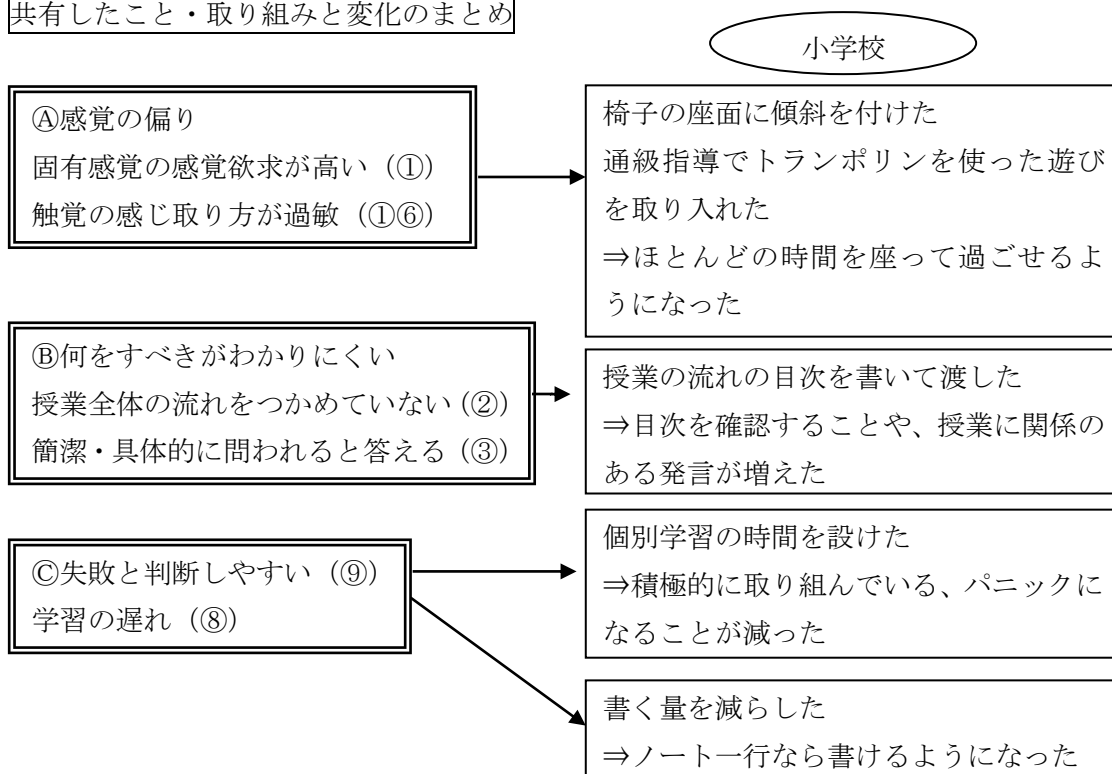 共有したこと・取り組みと変化のまとめ
小学校
Ⓐ感覚の偏り
固有感覚の感覚欲求が高い（①）
触覚の感じ取り方が過敏（①⑥）
椅子の座面に傾斜を付けた
通級指導でトランポリンを使った遊び
を取り入れた
⇒ほとんどの時間を座って過ごせるよ
うになった
Ⓑ何をすべきがわかりにくい
授業全体の流れをつかめていない（②）
簡潔・具体的に問われると答える（③）
授業の流れの目次を書いて渡した
⇒目次を確認することや、授業に関係の
ある発言が増えた
Ⓒ失敗と判断しやすい（⑨）
学習の遅れ（⑧）
個別学習の時間を設けた
⇒積極的に取り組んでいる、パニックに
なることが減った
書く量を減らした
⇒ノート一行なら書けるようになった